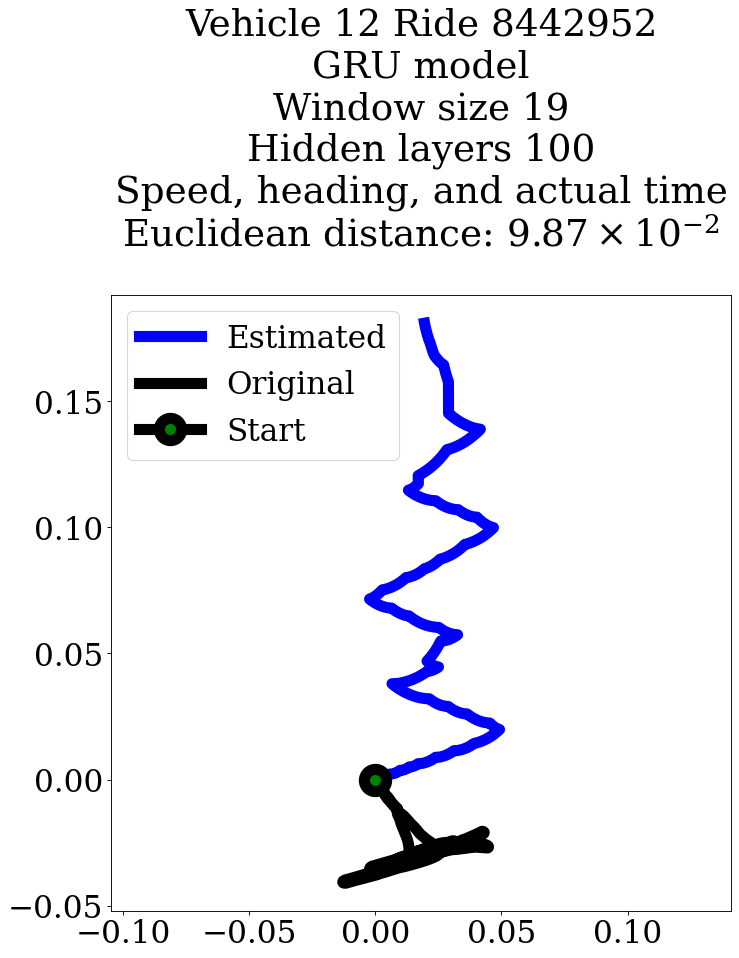 Vehicle 12 Ride 8442952
GRU model
Window size 19
Hidden layers 100
Speed, heading, and actual time
Euclidean distance: 9.87 × 10⁻²
Estimated
Original
Start
0.15
0.10
0.05
0.00
−0.05
−0.10 −0.05 0.00 0.05 0.10